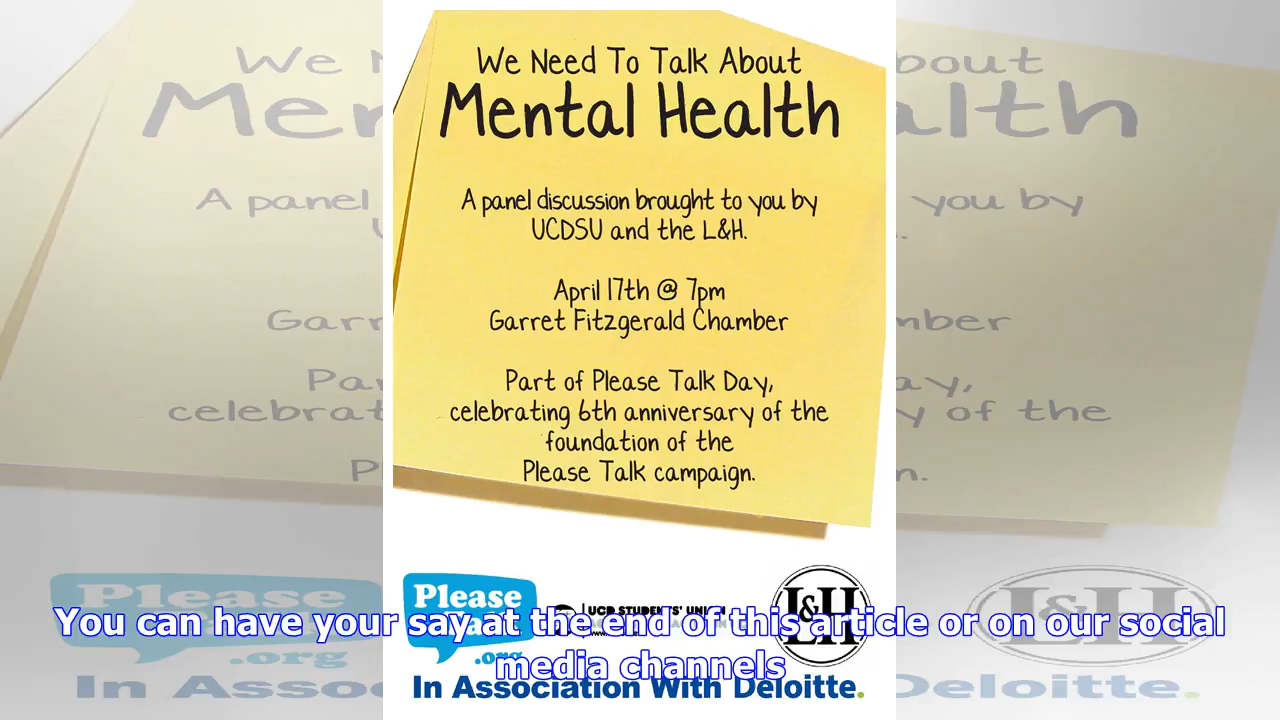 We Need To Talk About
Mental Health
A panel discussion brought to you by
UCDSU and the L&H.
April 17th @ 7pm
Garret Fitzgerald Chamber
Part of Please Talk Day,
celebrating 6th anniversary of the
foundation of the
Please Talk campaign.
Please
.org
UCD STUDENTS' UNION
L&H
You can have your say at the end of this article or on our social
media channels
In Association With Deloitte.